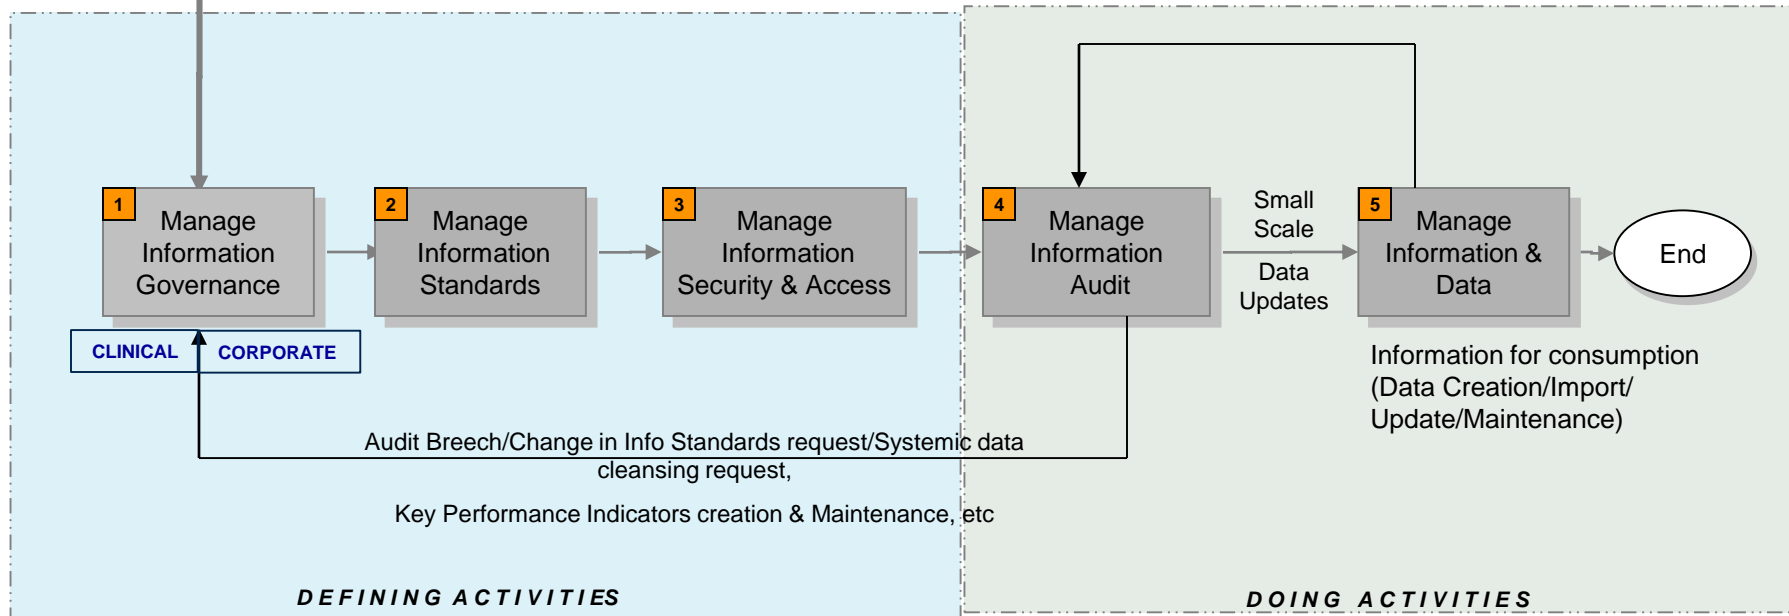 1
Manage
Information
Governance
2
Manage
Information
Standards
3
Manage
Information
Security & Access
4
Manage
Information
Audit
Small
Scale
Data
Updates
5
Manage
Information &
Data
End
CLINICAL
CORPORATE
Information for consumption
(Data Creation/Import/
Update/Maintenance)
Audit Breech/Change in Info Standards request/Systemic data
cleansing request,
Key Performance Indicators creation & Maintenance, etc
DEFINING ACTIVITIES
DOING ACTIVITIES